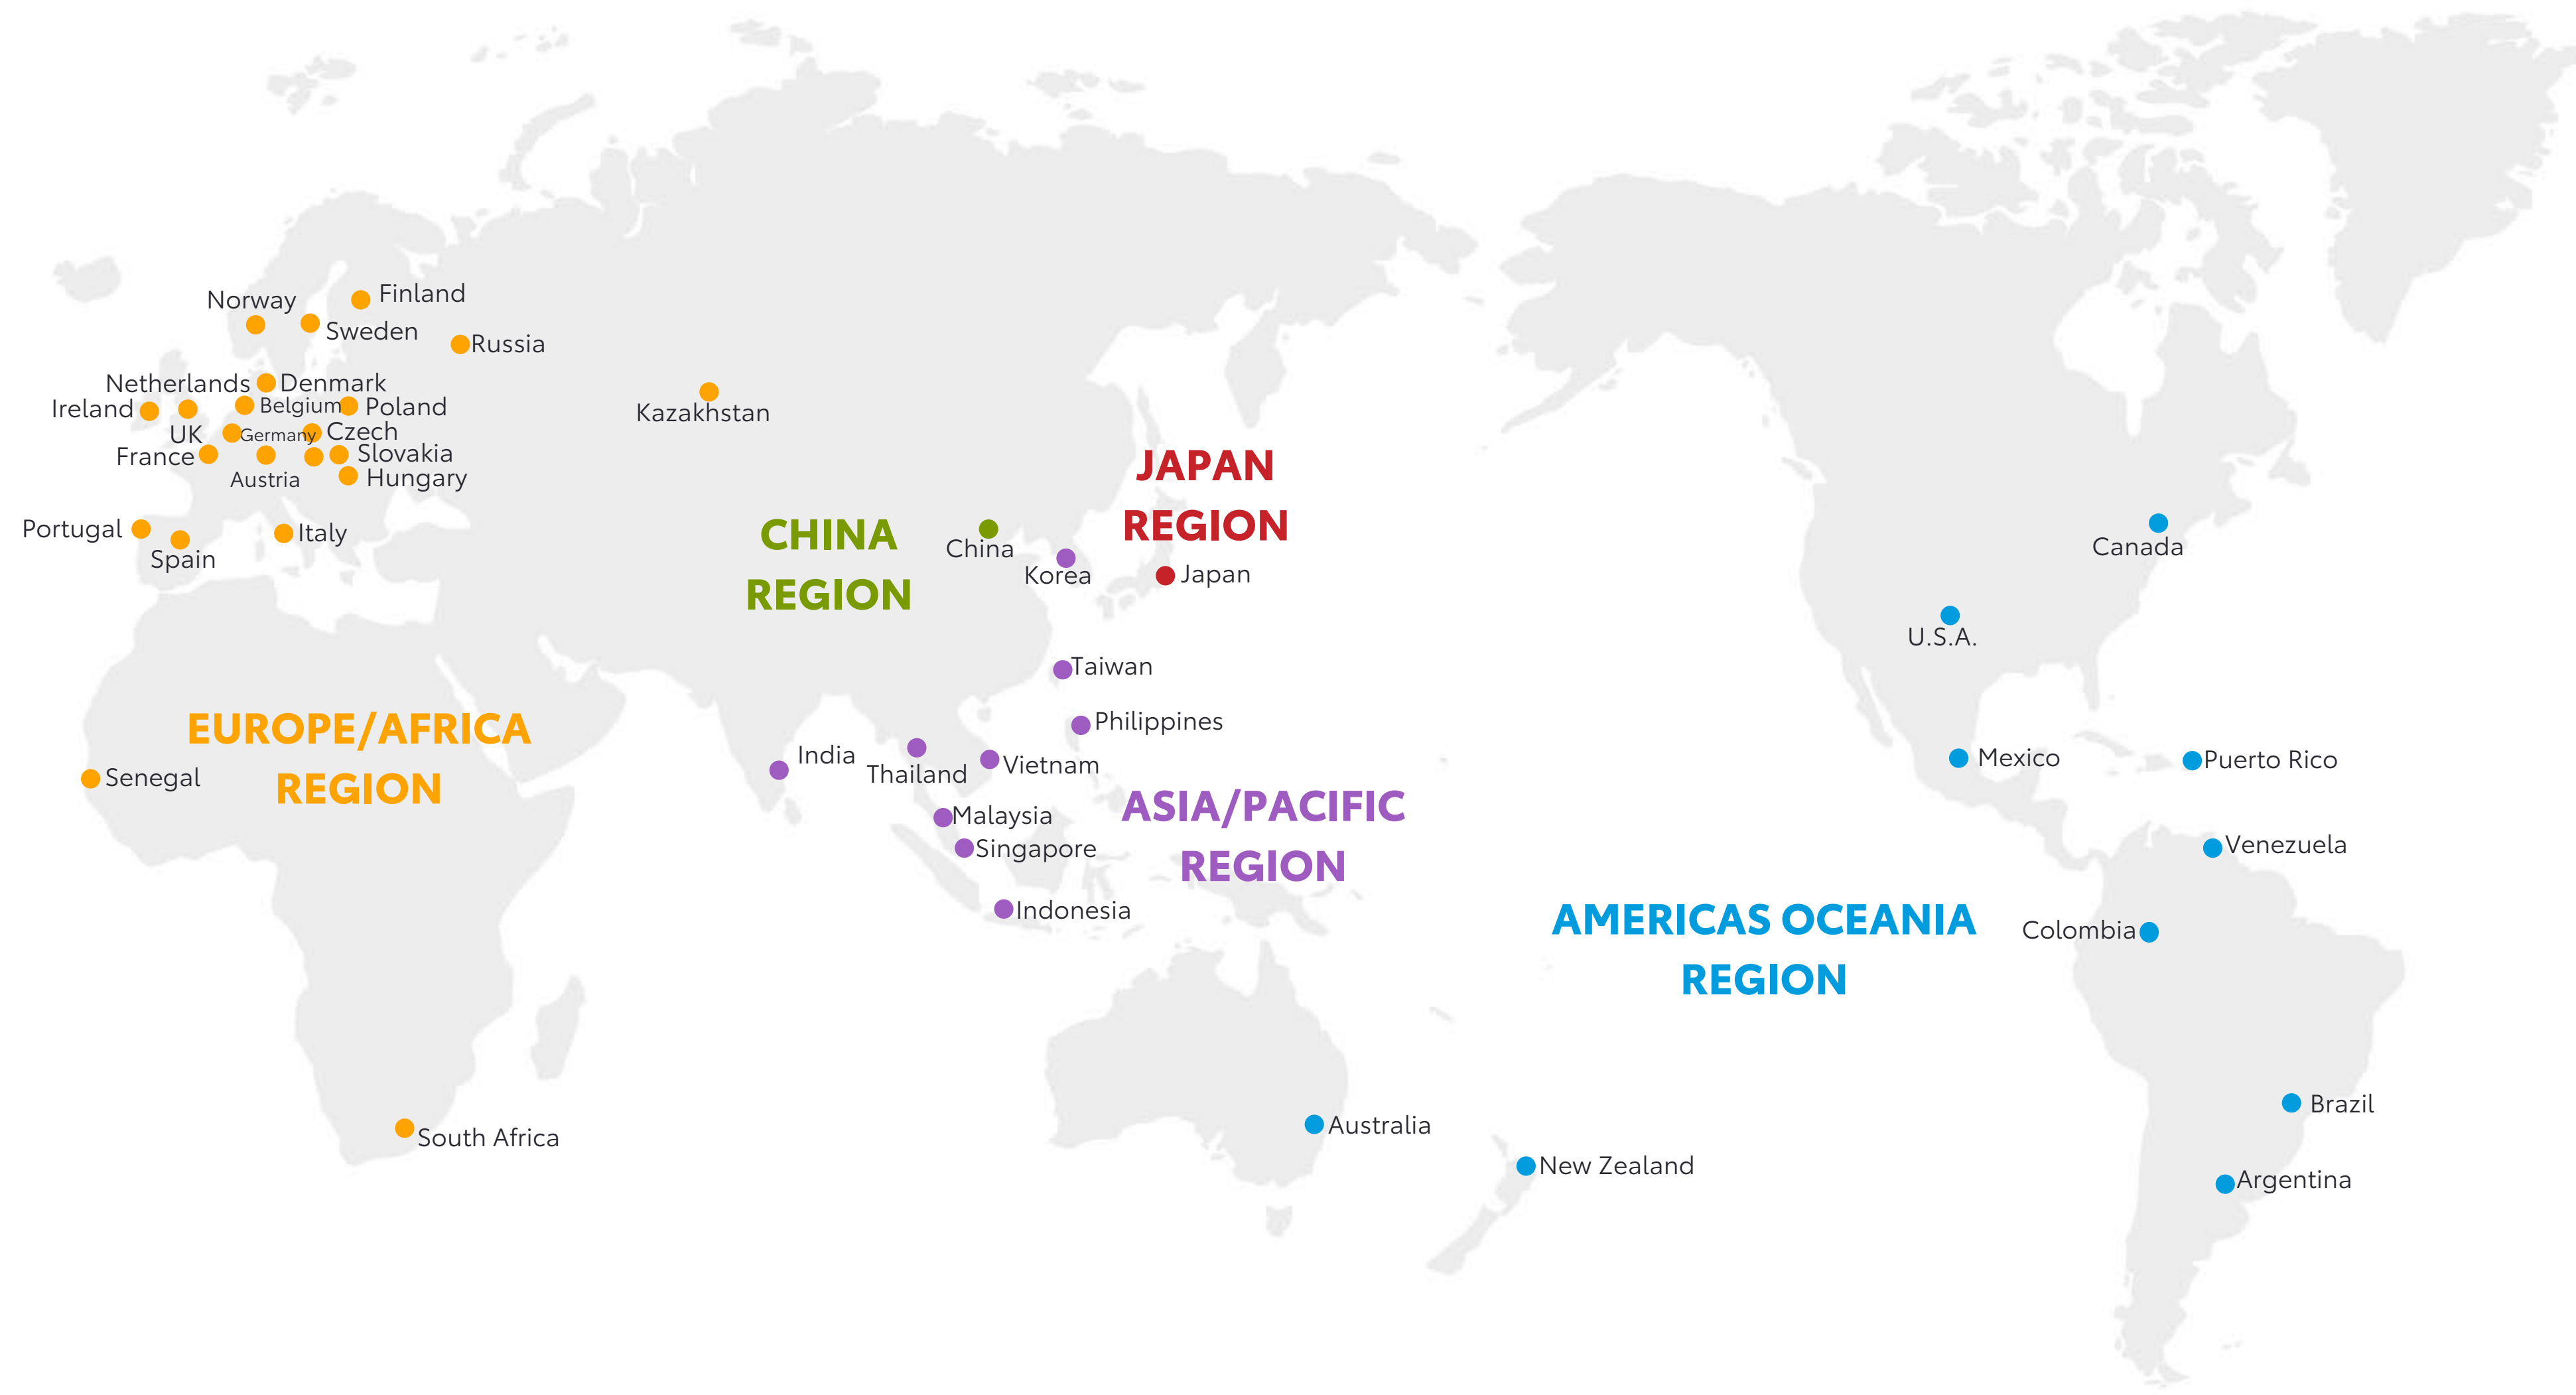 Norway
Finland
Sweden
Russia
Netherlands
Denmark
Ireland
Belgium
Poland
UK
Germany
Czech
France
Slovakia
Austria
Hungary
Portugal
Spain
Italy
Kazakhstan
JAPAN
REGION
CHINA
REGION
China
Korea
Japan
Canada
U.S.A.
Taiwan
Philippines
EUROPE/AFRICA
REGION
Senegal
India
Thailand
Vietnam
Mexico
Puerto Rico
ASIA/PACIFIC
REGION
Malaysia
Singapore
Indonesia
Venezuela
AMERICAS OCEANIA
REGION
Colombia
South Africa
Australia
New Zealand
Brazil
Argentina